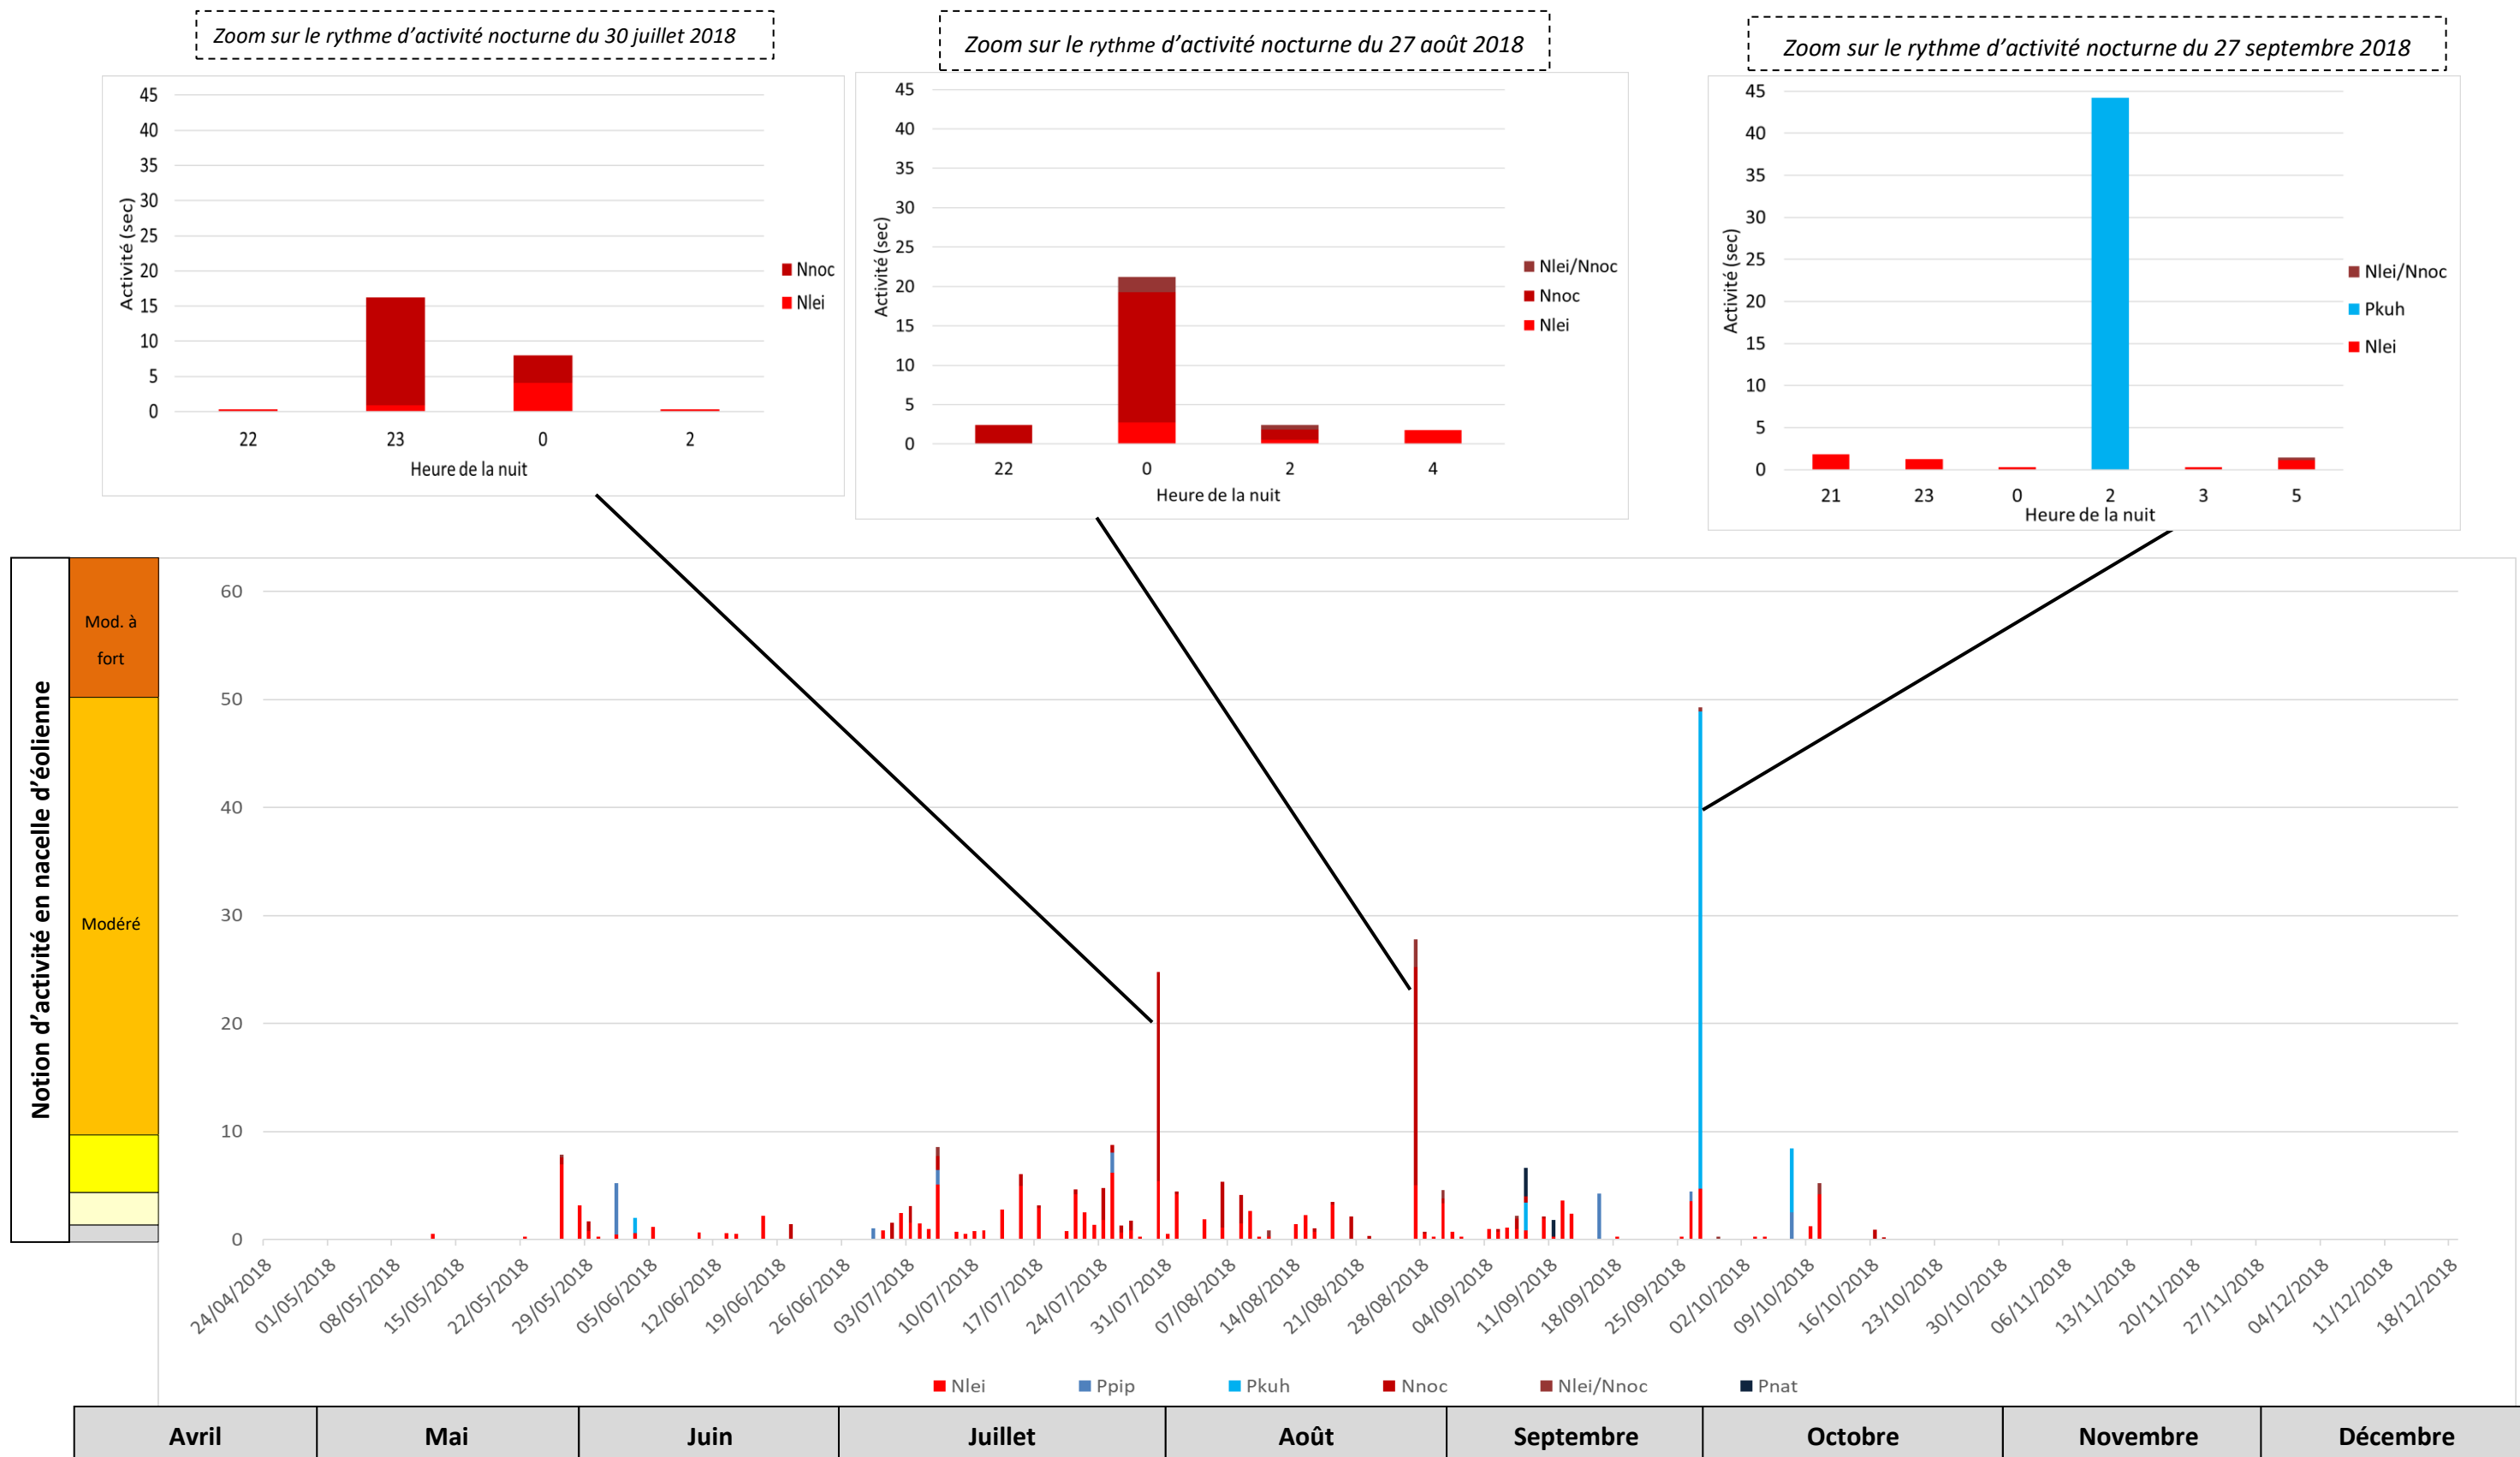 Zoom sur le rythme d'activité nocturne du 30 juillet 2018
Zoom sur le rythme d'activité nocturne du 27 août 2018
Zoom sur le rythme d'activité nocturne du 27 septembre 2018
45
40
35
30
25
20
15
10
5
0
Activité (sec)
22 23 0 2
Heure de la nuit
Nnoc
Nlei
45
40
35
30
25
20
15
10
5
0
Activité (sec)
22 0 2 4
Heure de la nuit
Nlei/Nnoc
Nnoc
Nlei
45
40
35
30
25
20
15
10
5
0
Activité (sec)
21 23 0 2 3 5
Heure de la nuit
Nlei/Nnoc
Pkuh
Nlei
Notion d'activité en nacelle d'éolienne
Mod. à
fort
Modéré
60
50
40
30
20
10
0
24/04/2018 01/05/2018 08/05/2018 15/05/2018 22/05/2018 29/05/2018 05/06/2018 12/06/2018 19/06/2018 26/06/2018 03/07/2018 10/07/2018 17/07/2018 24/07/2018 31/07/2018 07/08/2018 14/08/2018 21/08/2018 28/08/2018 04/09/2018 11/09/2018 18/09/2018 25/09/2018 02/10/2018 09/10/2018 16/10/2018 23/10/2018 30/10/2018 06/11/2018 13/11/2018 20/11/2018 27/11/2018 04/12/2018 11/12/2018 18/12/2018
Nlei Ppip Pkuh Nnoc Nlei/Nnoc Pnat
Avril Mai Juin Juillet Août Septembre Octobre Novembre Décembre